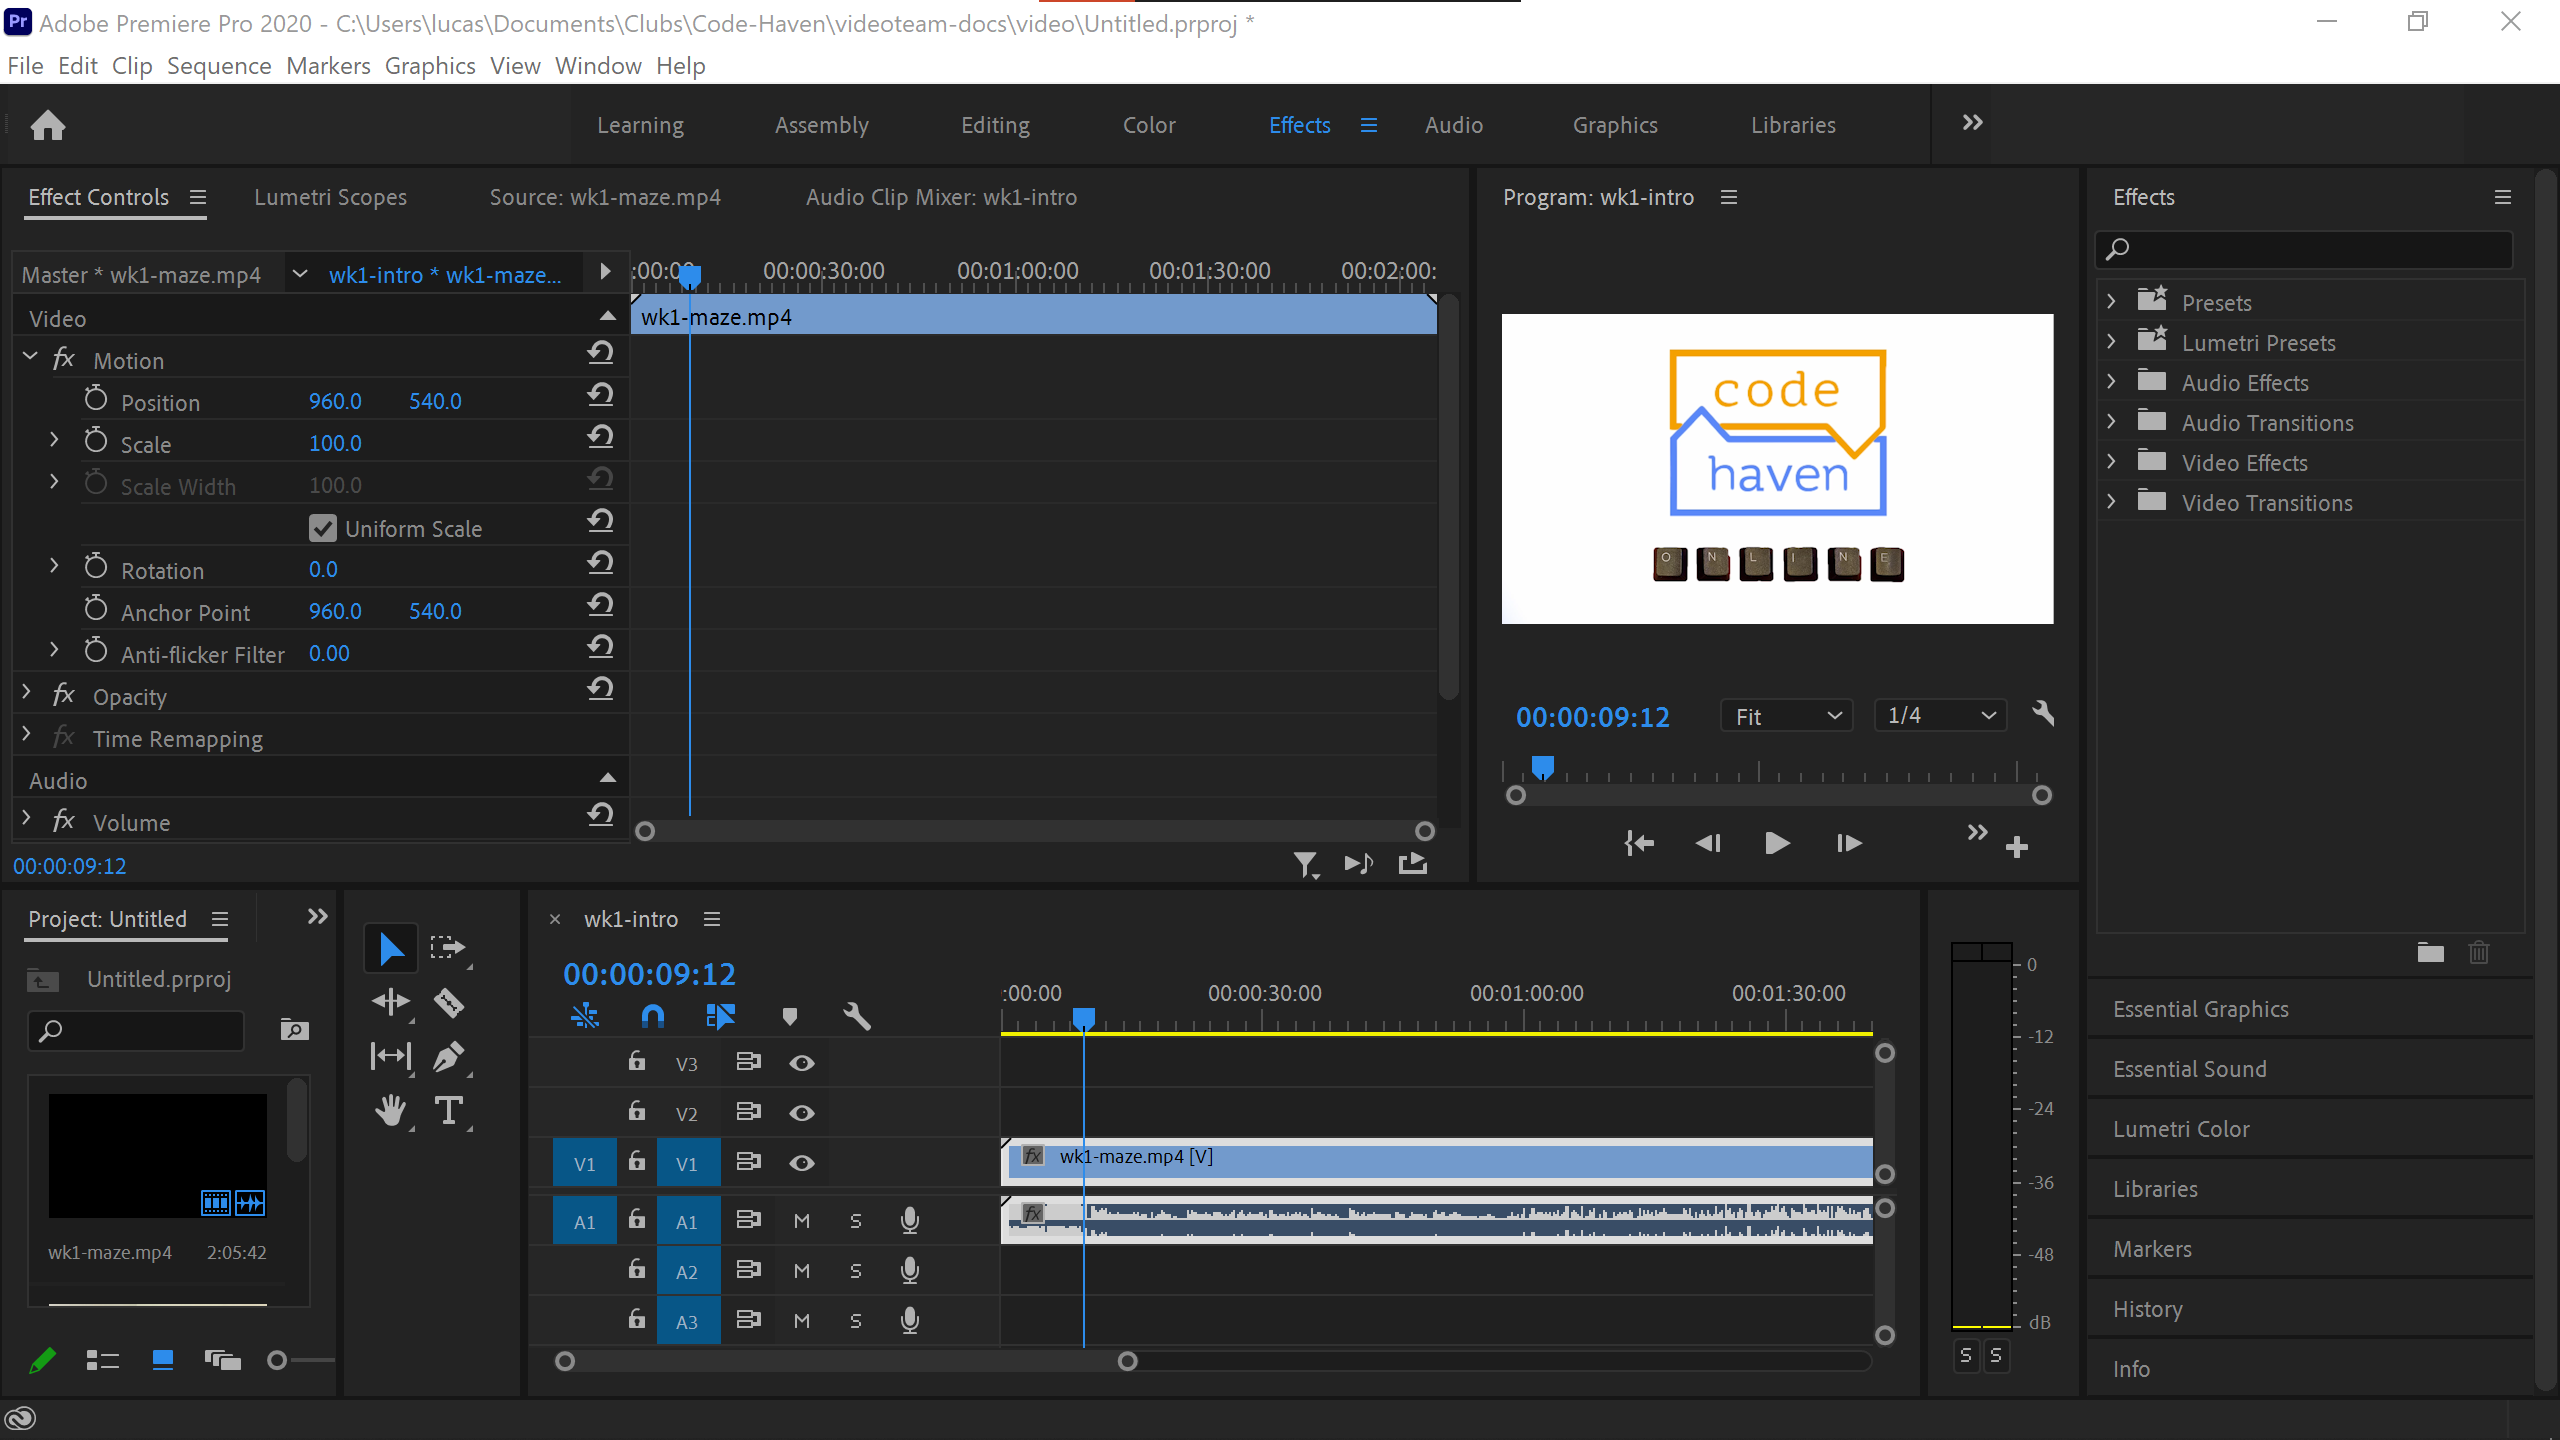 Pr Adobe Premiere Pro 2020 - C:\Users\lucas\Documents\Clubs\Code-Haven\videoteam-docs\video\Untitled.prproj *
File Edit Clip Sequence Markers Graphics View Window Help
Learning Assembly Editing Color Effects Audio Graphics Libraries
Effect Controls Lumetri Scopes Source: wk1-maze.mp4 Audio Clip Mixer: wk1-intro
Master * wk1-maze.mp4 wk1-intro * wk1-maze...
:00:00 00:00:30:00 00:01:00:00 00:01:30:00 00:02:00:
wk1-maze.mp4
Video
fx Motion
Position 960.0 540.0
Scale 100.0
Scale Width 100.0
Uniform Scale
Rotation 0.0
Anchor Point 960.0 540.0
Anti-flicker Filter 0.00
fx Opacity
fx Time Remapping
Audio
fx Volume
00:00:09:12
Program: wk1-intro
code
haven
ONLINE
00:00:09:12 Fit 1/4
Effects
Presets
Lumetri Presets
Audio Effects
Audio Transitions
Video Effects
Video Transitions
Project: Untitled
Untitled.prproj
wk1-maze.mp4 2:05:42
T
× wk1-intro
00:00:09:12
:00:00 00:00:30:00 00:01:00:00 00:01:30:00
V3
V2
V1 V1 fx wk1-maze.mp4 [V]
A1 A1 M S fx
A2 M S
A3 M S
0
-12
-24
-36
-48
dB
S S
Essential Graphics
Essential Sound
Lumetri Color
Libraries
Markers
History
Info